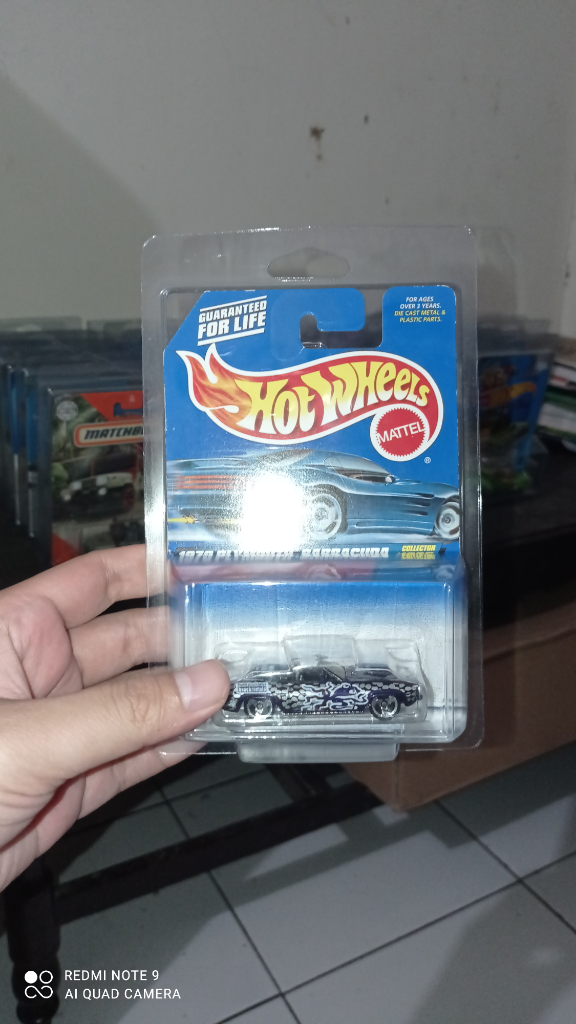 GUARANTEED
FOR LIFE
FOR AGES
OVER 3 YEARS.
DIE CAST METAL &
PLASTIC PARTS.
HOT WHEELS
MATTEL
®
MATCHB
1970 PLYMOUTH BARRACUDA
COLLECTOR
REDMI NOTE 9
AI QUAD CAMERA